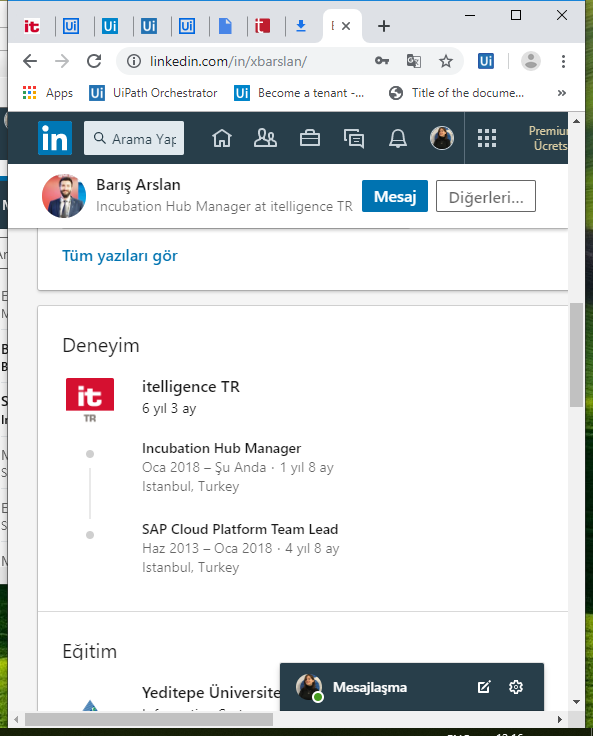 it Ui Ui Ui Ui it
linkedin.com/in/xbarslan/
Apps Ui UiPath Orchestrator Ui Become a tenant -... Title of the docume...
in Arama Yap
Premium
Ücrets
Barış Arslan
Incubation Hub Manager at itelligence TR
Mesaj Diğerleri...
Tüm yazıları gör
Deneyim
it
TR
itelligence TR
6 yıl 3 ay
Incubation Hub Manager
Oca 2018 – Şu Anda · 1 yıl 8 ay
Istanbul, Turkey
SAP Cloud Platform Team Lead
Haz 2013 – Oca 2018 · 4 yıl 8 ay
Istanbul, Turkey
Eğitim
Yeditepe Üniversite
Mesajlaşma